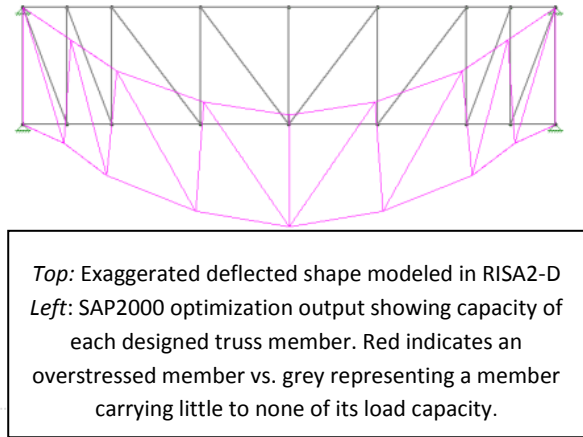 Top: Exaggerated deflected shape modeled in RISA2-D
Left: SAP2000 optimization output showing capacity of
each designed truss member. Red indicates an
overstressed member vs. grey representing a member
carrying little to none of its load capacity.